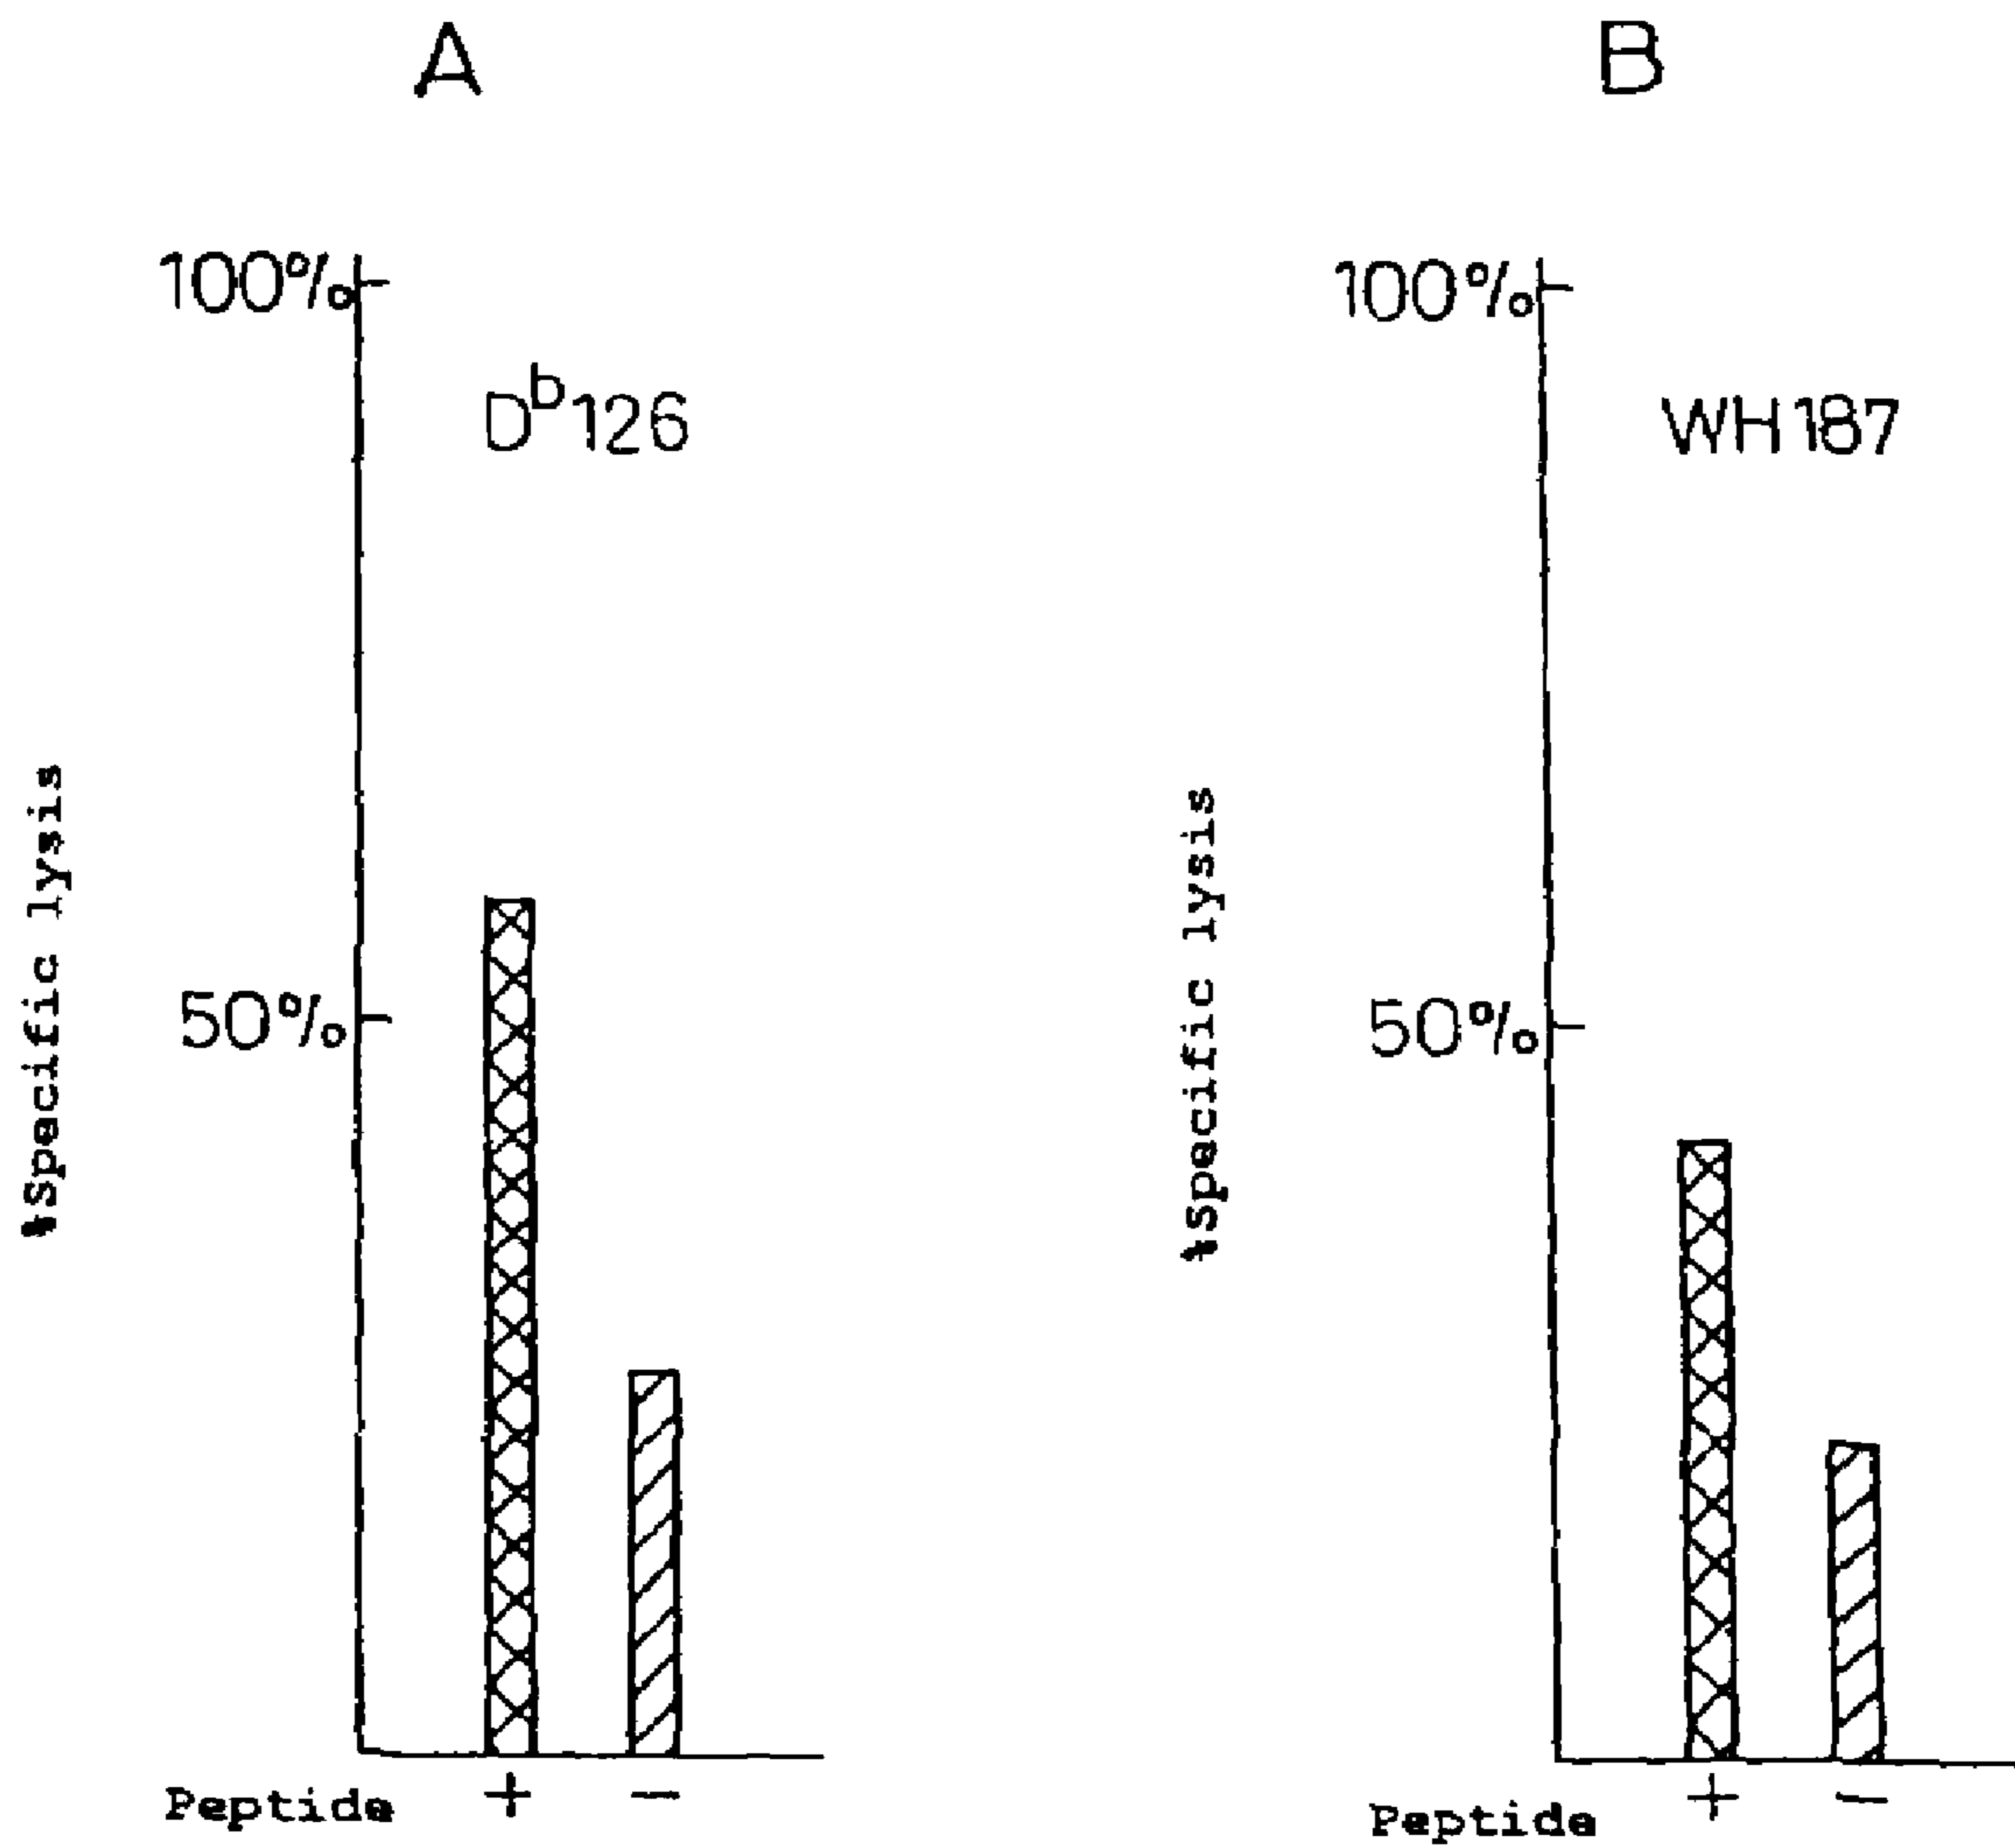 A
100%
D^b126
50%
%Specific lysis
Peptide + −
B
100%
WH187
50%
%Specific lysis
Peptide + −